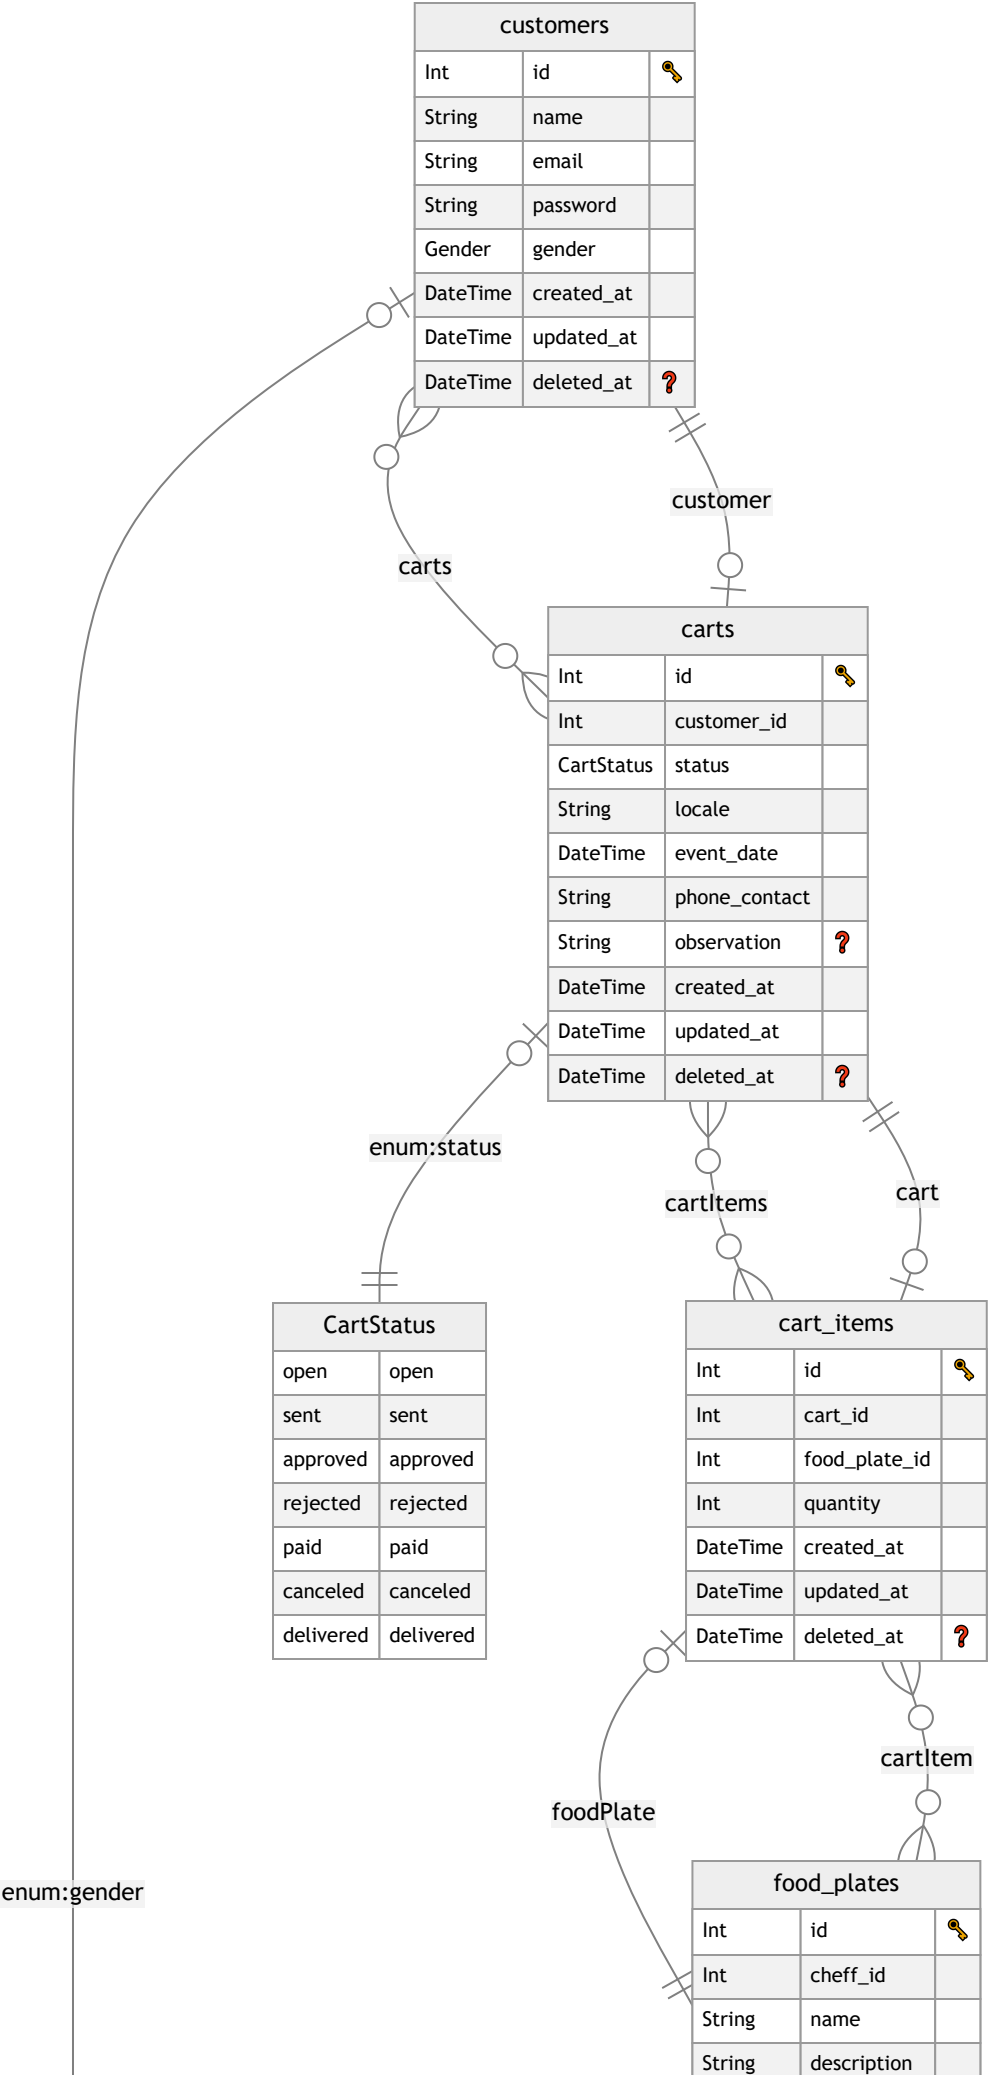 customers
Int id
String name
String email
String password
Gender gender
DateTime created_at
DateTime updated_at
DateTime deleted_at
customer
carts
carts
Int id
Int customer_id
CartStatus status
String locale
DateTime event_date
String phone_contact
String observation
DateTime created_at
DateTime updated_at
DateTime deleted_at
enum:status
cart
cartItems
CartStatus
open open
sent sent
approved approved
rejected rejected
paid paid
canceled canceled
delivered delivered
cart_items
Int id
Int cart_id
Int food_plate_id
Int quantity
DateTime created_at
DateTime updated_at
DateTime deleted_at
cartItem
foodPlate
enum:gender
food_plates
Int id
Int cheff_id
String name
String description